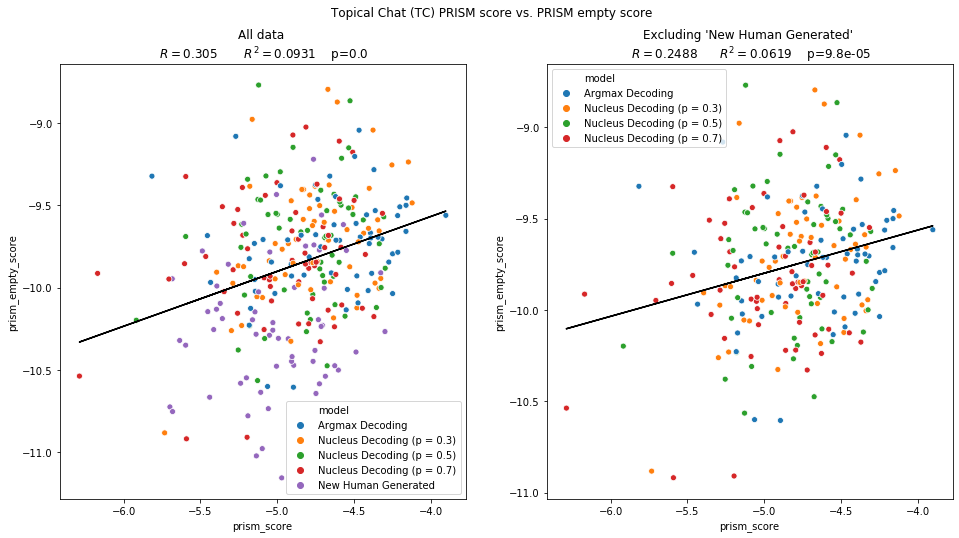 Topical Chat (TC) PRISM score vs. PRISM empty score
All data
R = 0.305 R² = 0.0931 p=0.0
−9.0
−9.5
−10.0
−10.5
−11.0
prism_empty_score
−6.0 −5.5 −5.0 −4.5 −4.0
prism_score
model
Argmax Decoding
Nucleus Decoding (p = 0.3)
Nucleus Decoding (p = 0.5)
Nucleus Decoding (p = 0.7)
New Human Generated
Excluding 'New Human Generated'
R = 0.2488 R² = 0.0619 p=9.8e-05
model
Argmax Decoding
Nucleus Decoding (p = 0.3)
Nucleus Decoding (p = 0.5)
Nucleus Decoding (p = 0.7)
−9.0
−9.5
−10.0
−10.5
−11.0
prism_empty_score
−6.0 −5.5 −5.0 −4.5 −4.0
prism_score